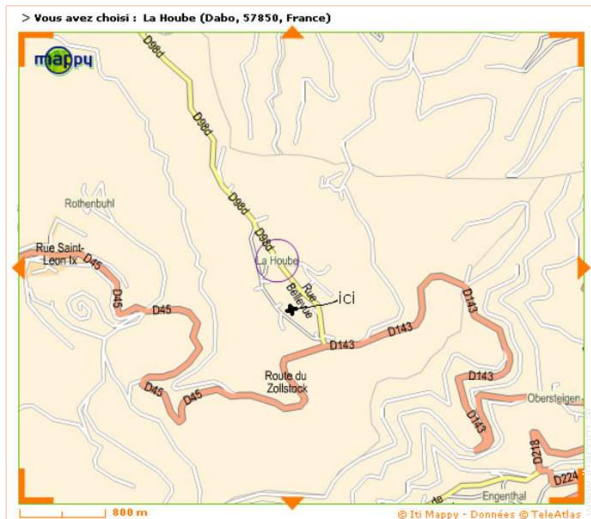 > Vous avez choisi : La Hoube (Dabo, 57850, France)
mappy
D98d
D98d
D98d
D98d
Rothenbuhl
Rue Saint-
Leon Ix
D45
La Hoube
Rue
Bellevue
ici
D45
D45
D143
D143
D143
D143
D143
Route du
Zollstock
D45
D45
Obersteigen
D218
D224
Engenthal
800 m
© Iti Mappy - Données © TeleAtlas